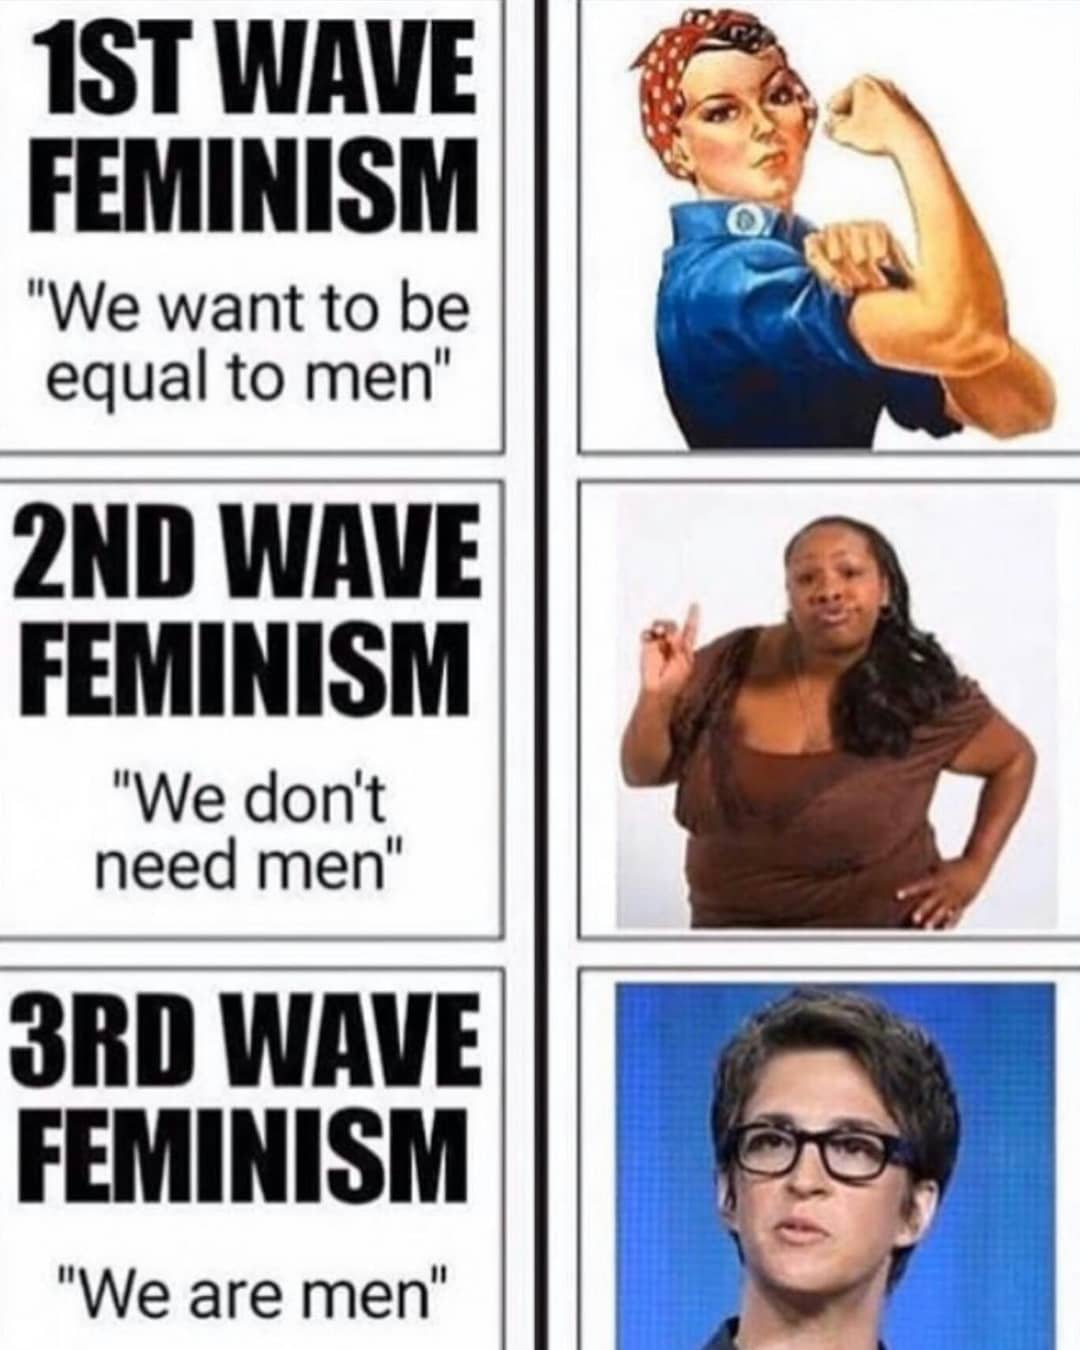 1ST WAVE
FEMINISM
"We want to be
equal to men"
2ND WAVE
FEMINISM
"We don't
need men"
3RD WAVE
FEMINISM
"We are men"